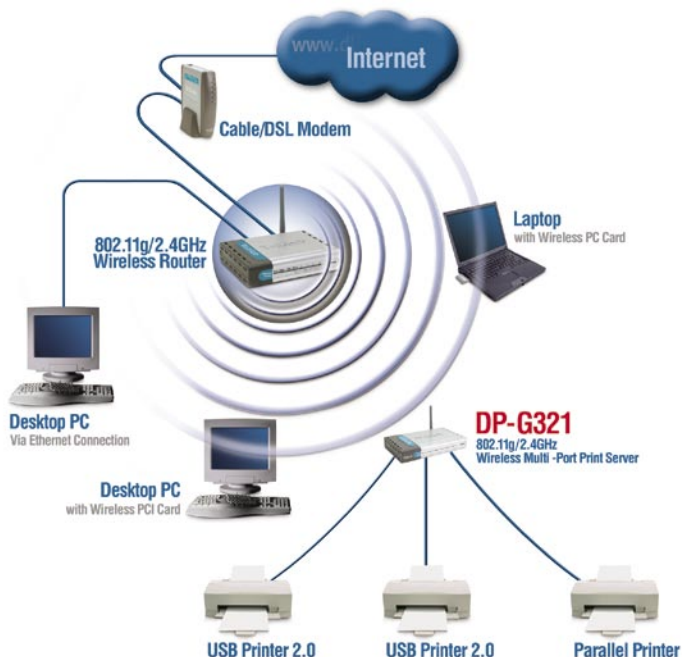 www.dl
Internet
Cable/DSL Modem
802.11g/2.4GHz
Wireless Router
Laptop
with Wireless PC Card
Desktop PC
Via Ethernet Connection
DP-G321
802.11g/2.4GHz
Wireless Multi -Port Print Server
Desktop PC
with Wireless PCI Card
USB Printer 2.0
USB Printer 2.0
Parallel Printer